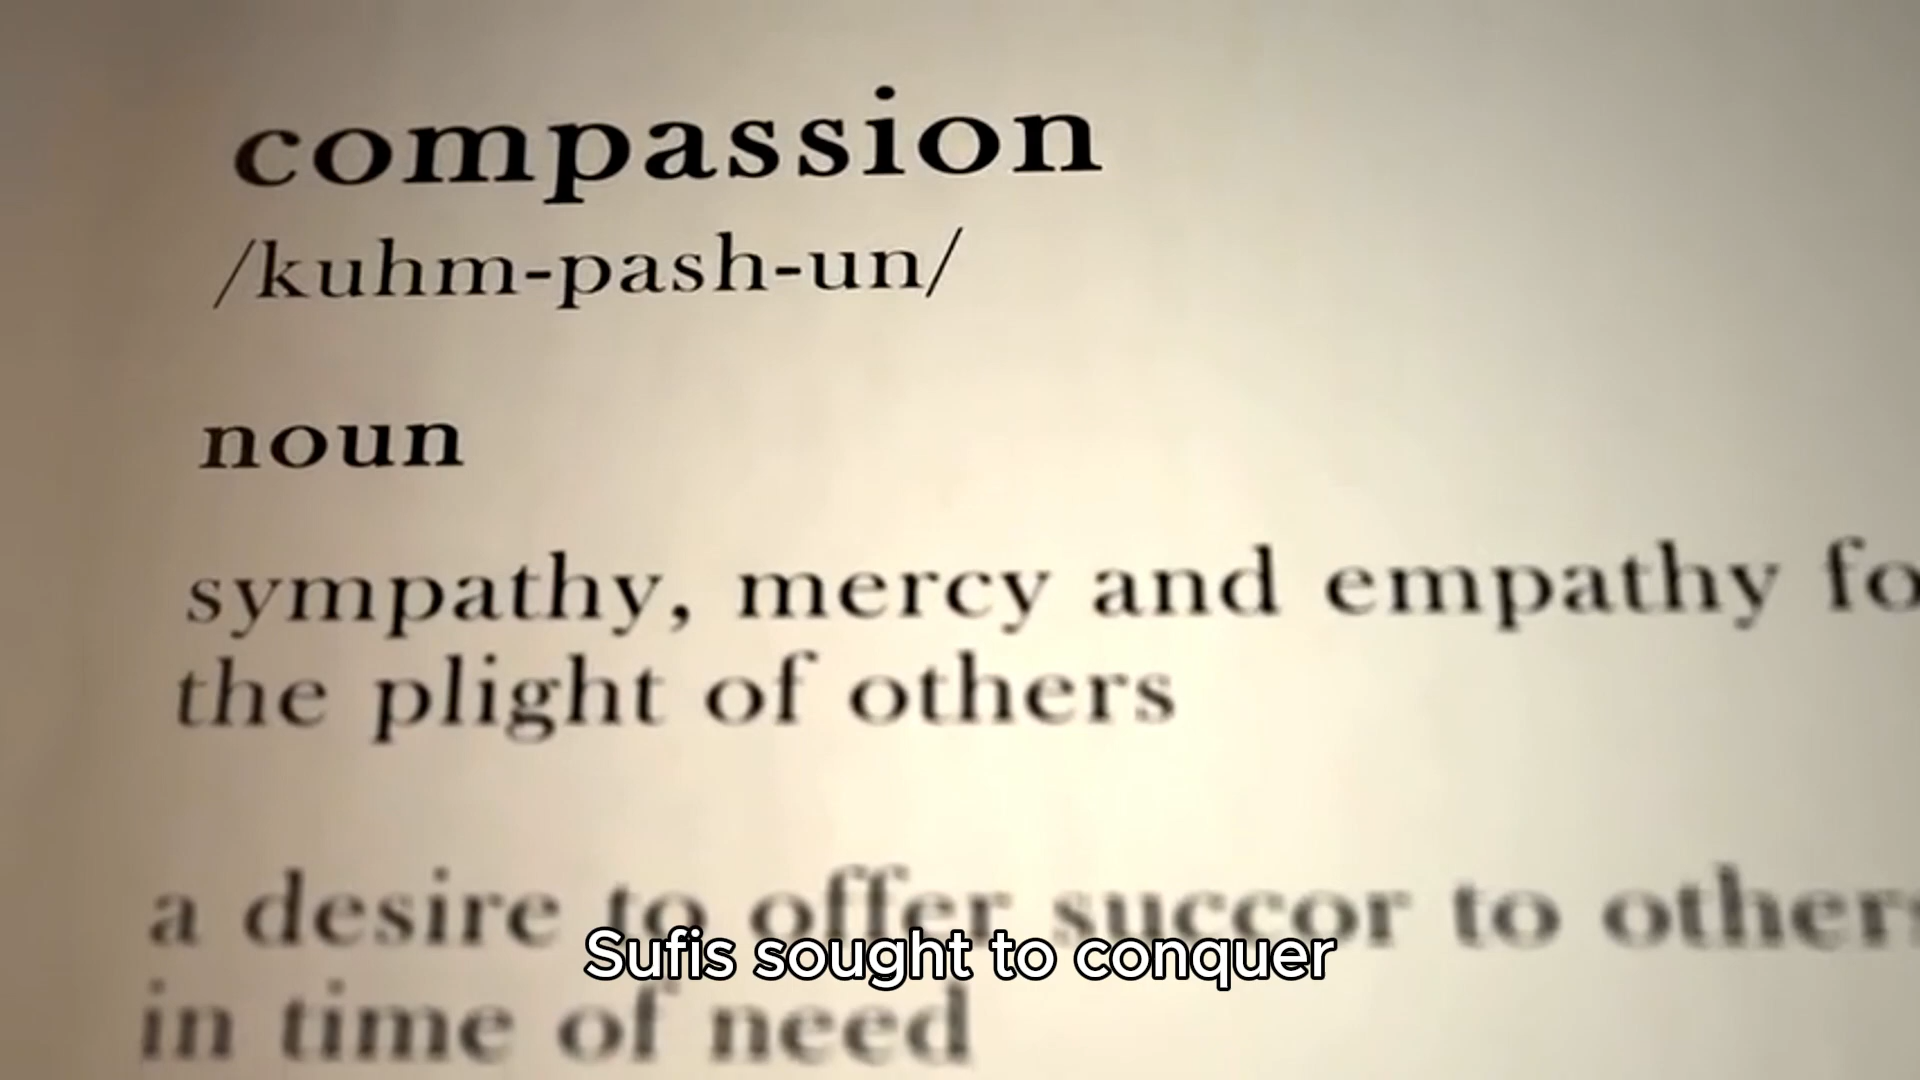 compassion
/kuhm-pash-un/
noun
sympathy, mercy and empathy fo
the plight of others
a desire to offer succor to others
in time of need
Sufis sought to conquer